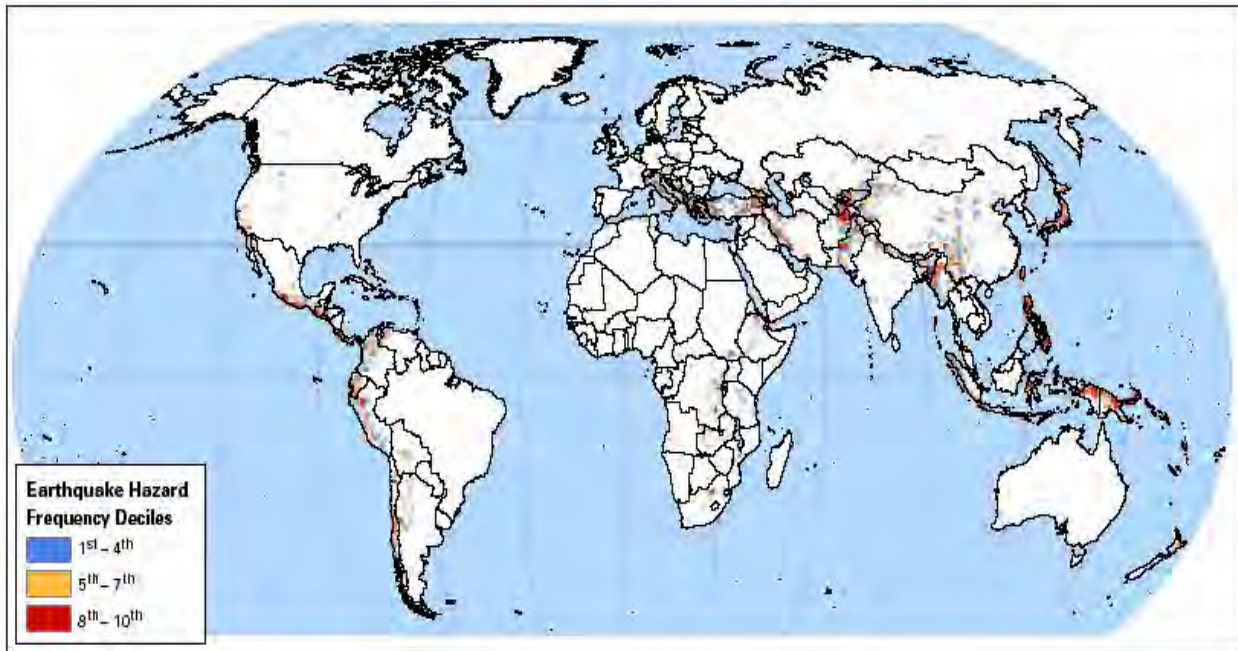 Earthquake Hazard
Frequency Deciles
1st – 4th
5th – 7th
8th – 10th